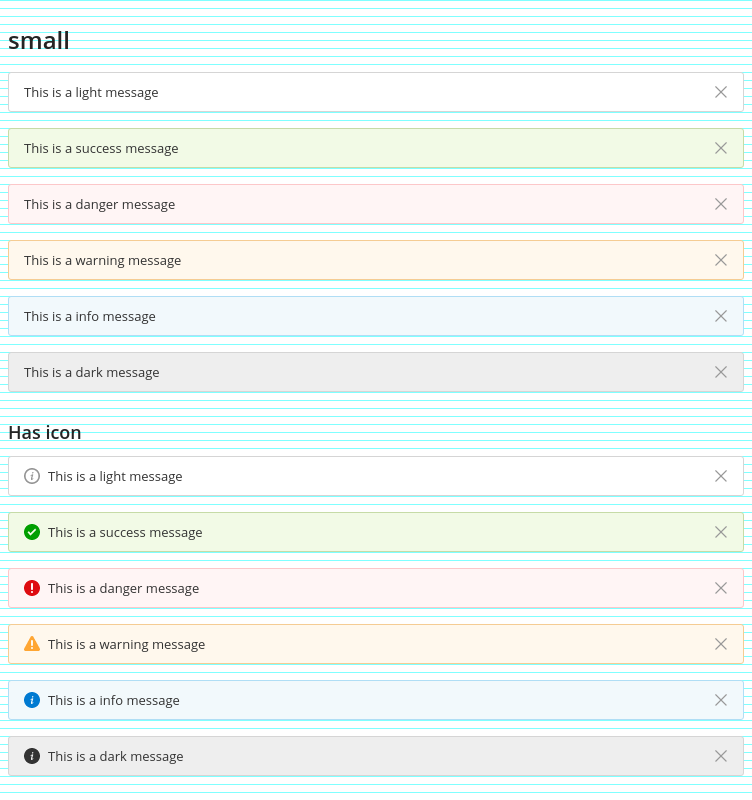 small
This is a light message
This is a success message
This is a danger message
This is a warning message
This is a info message
This is a dark message
Has icon
This is a light message
This is a success message
This is a danger message
This is a warning message
This is a info message
This is a dark message